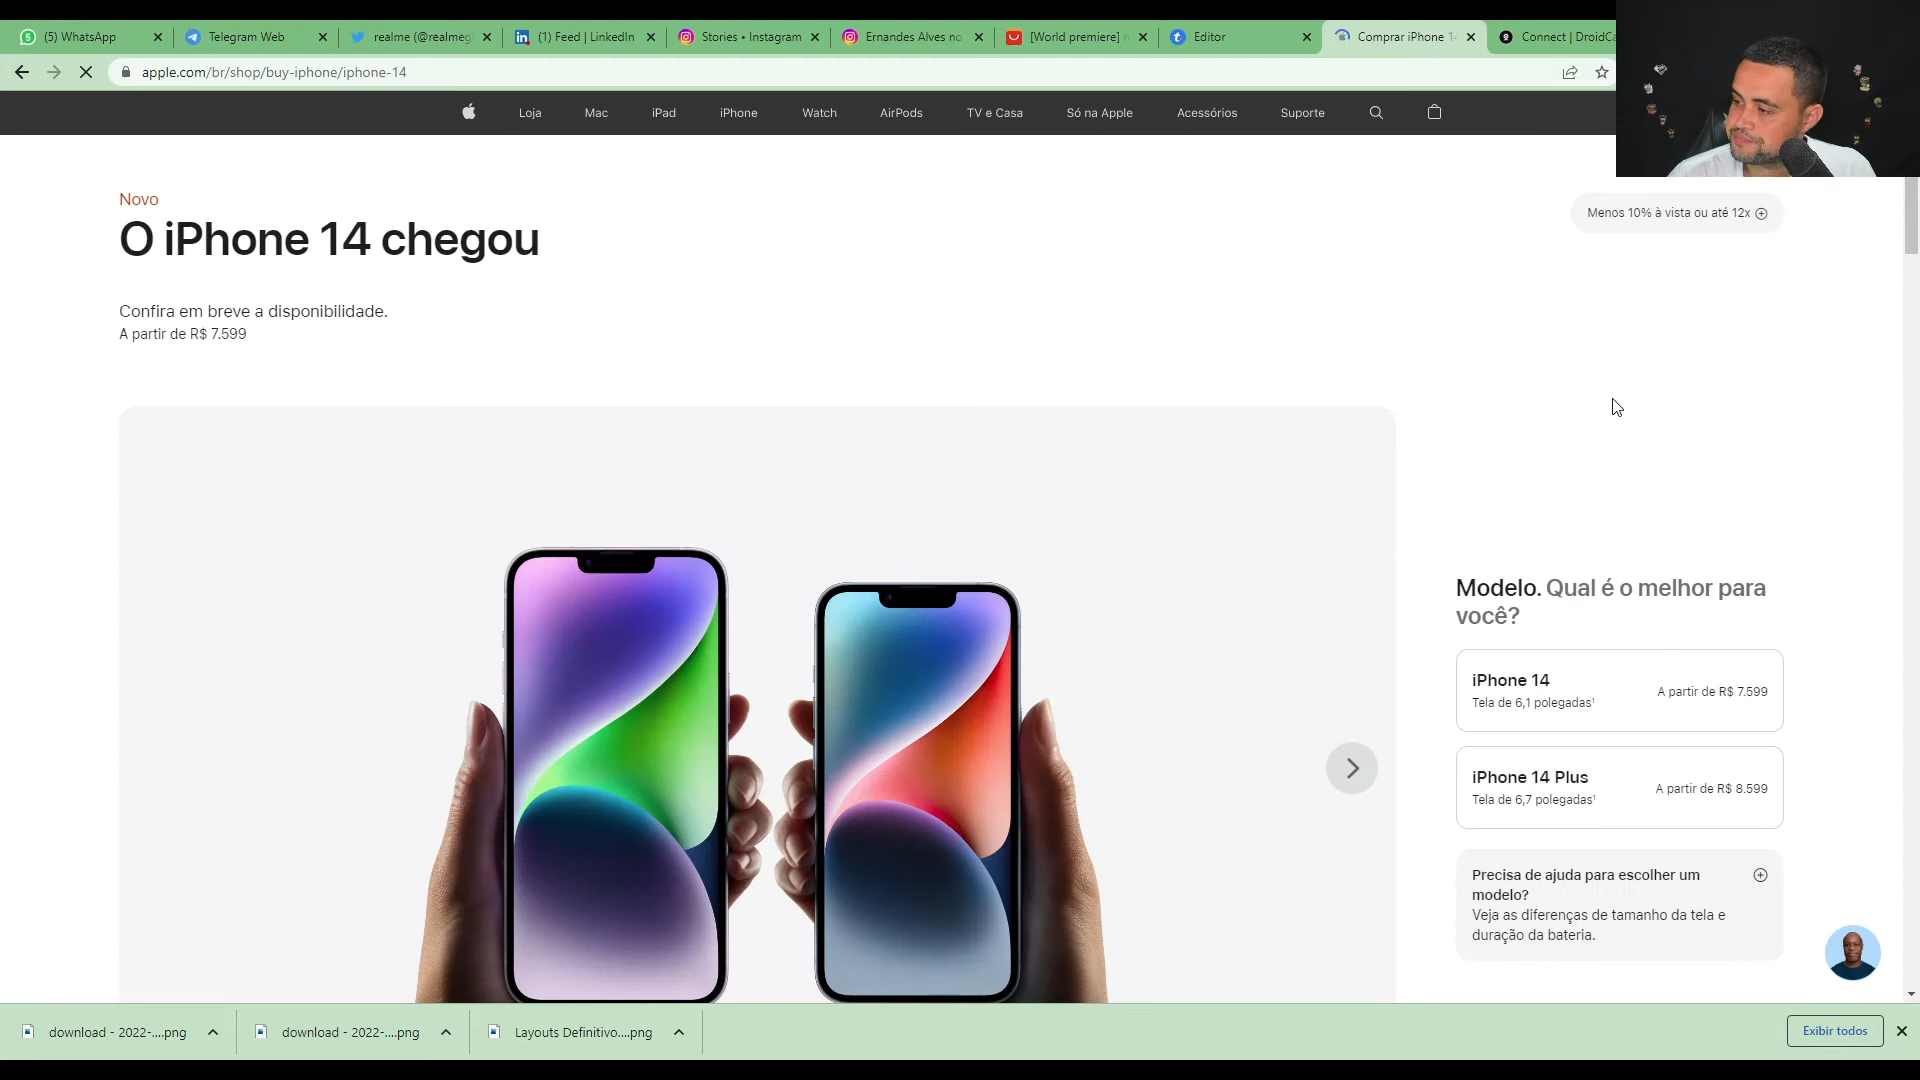 (5) WhatsApp
Telegram Web
realme (@realmegl
(1) Feed | LinkedIn
Stories • Instagram
Ernandes Alves no
[World premiere]
Editor
Comprar iPhone 14
Connect | DroidCa
apple.com/br/shop/buy-iphone/iphone-14
Loja
Mac
iPad
iPhone
Watch
AirPods
TV e Casa
Só na Apple
Acessórios
Suporte
Novo
O iPhone 14 chegou
Menos 10% à vista ou até 12x
Confira em breve a disponibilidade.
A partir de R$ 7.599
Modelo. Qual é o melhor para
você?
iPhone 14
Tela de 6,1 polegadas¹
A partir de R$ 7.599
iPhone 14 Plus
Tela de 6,7 polegadas¹
A partir de R$ 8.599
Precisa de ajuda para escolher um
modelo?
Veja as diferenças de tamanho da tela e
duração da bateria.
download - 2022-....png
download - 2022-....png
Layouts Definitivo....png
Exibir todos